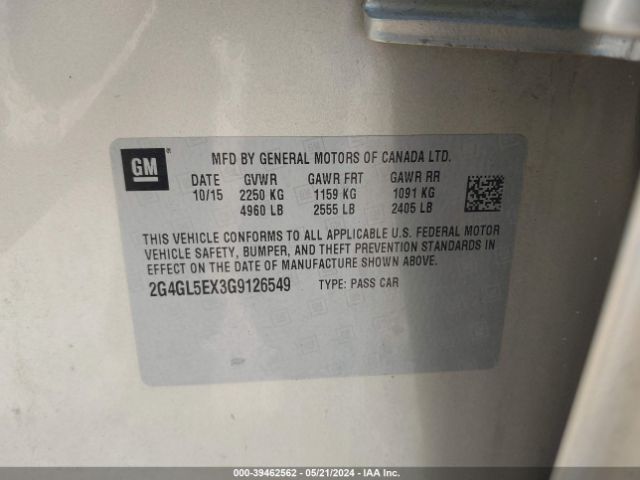 GM ®
MFD BY GENERAL MOTORS OF CANADA LTD.
DATE GVWR GAWR FRT GAWR RR
10/15 2250 KG 1159 KG 1091 KG
4960 LB 2555 LB 2405 LB
THIS VEHICLE CONFORMS TO ALL APPLICABLE U.S. FEDERAL MOTOR
VEHICLE SAFETY, BUMPER, AND THEFT PREVENTION STANDARDS IN
EFFECT ON THE DATE OF MANUFACTURE SHOWN ABOVE.
2G4GL5EX3G9126549 TYPE: PASS CAR
000-39462562 - 05/21/2024 - IAAI.COM